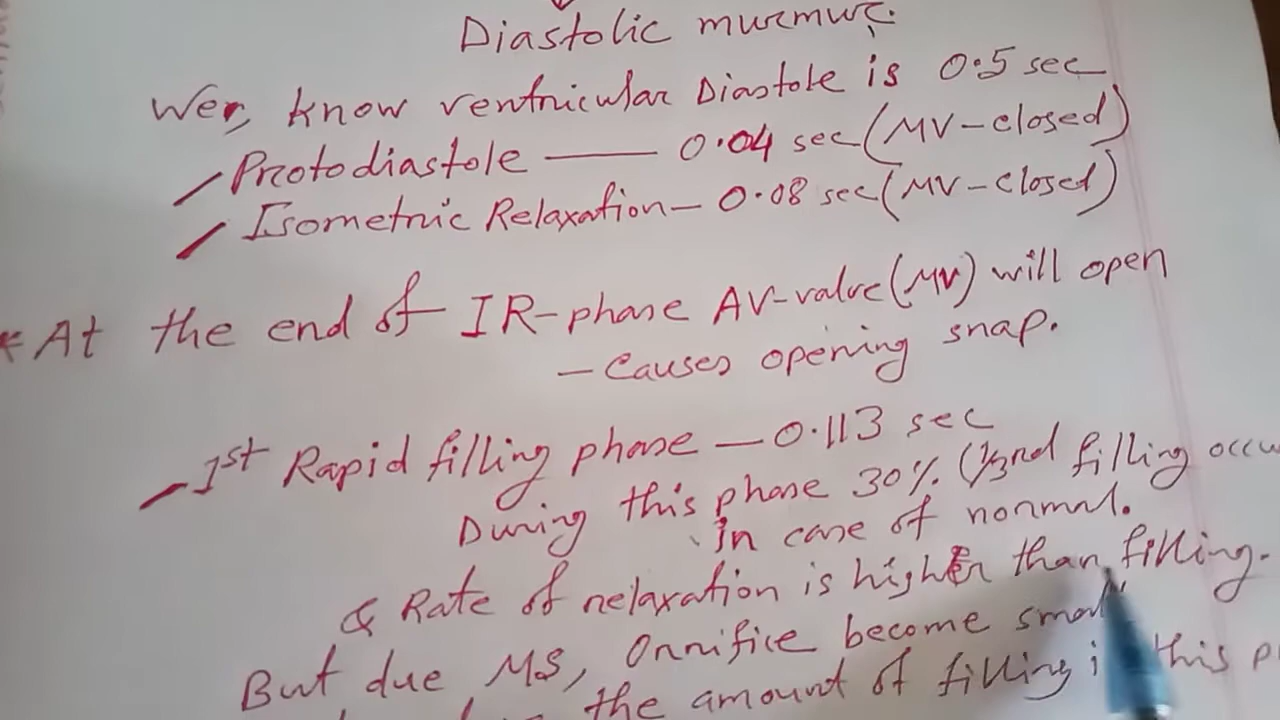 Diastolic murmur.
Wer, know ventricular Diastole is 0.5 sec
Protodiastole — 0.04 sec (MV-closed)
Isometric Relaxation – 0.08 sec (MV-closed)
* At the end of IR-phase AV-valve (MV) will open
– Causes opening snap.
1st Rapid filling phase – 0.113 sec
During this phase 30% (1/3rd filling occu
in case of normal.
& Rate of relaxation is higher than filling.
But due MS, Orrifice become small
the amount of filling this